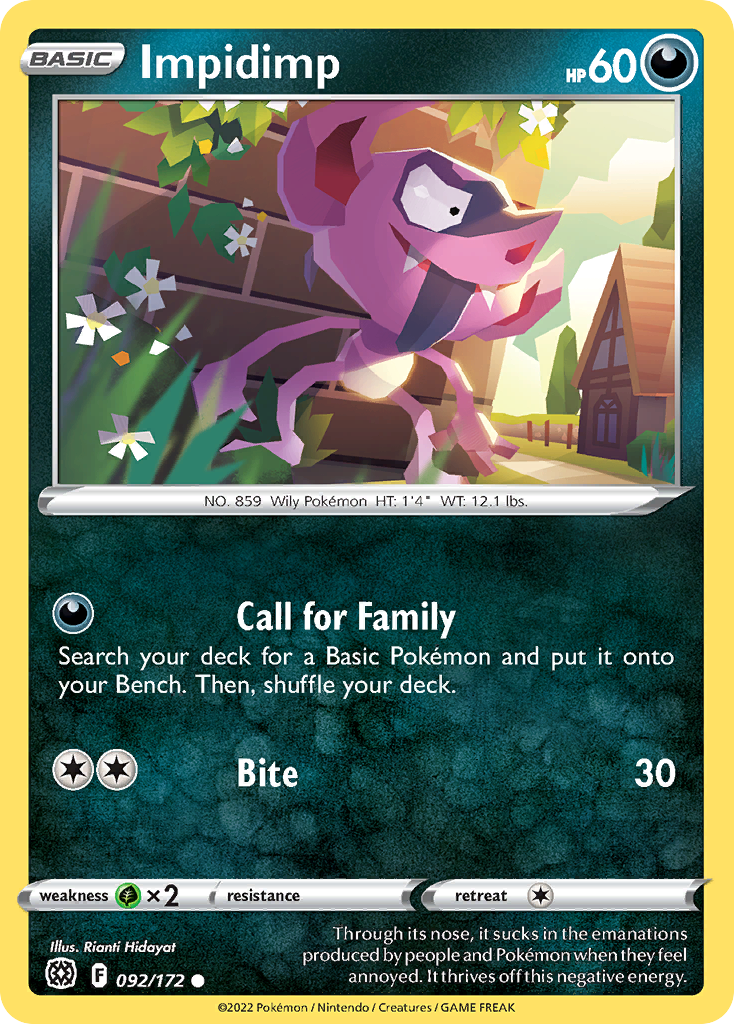 BASIC Impidimp HP60
NO. 859 Wily Pokémon HT: 1'4" WT: 12.1 lbs.
Call for Family
Search your deck for a Basic Pokémon and put it onto
your Bench. Then, shuffle your deck.
Bite 30
weakness ×2 resistance retreat
Illus. Rianti Hidayat
F 092/172
Through its nose, it sucks in the emanations
produced by people and Pokémon when they feel
annoyed. It thrives off this negative energy.
©2022 Pokémon / Nintendo / Creatures / GAME FREAK